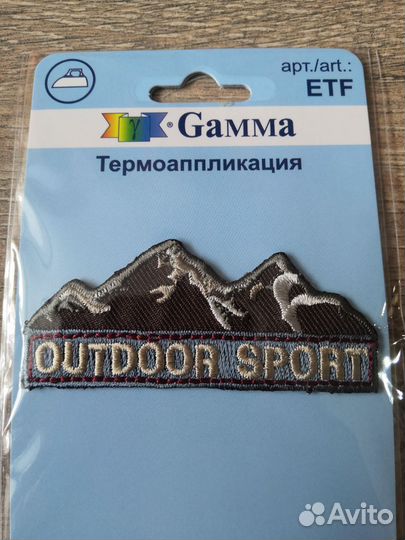 арт./art.:
ETF
γ® Gamma
Термоаппликация
OUTDOOR SPORT
Avito